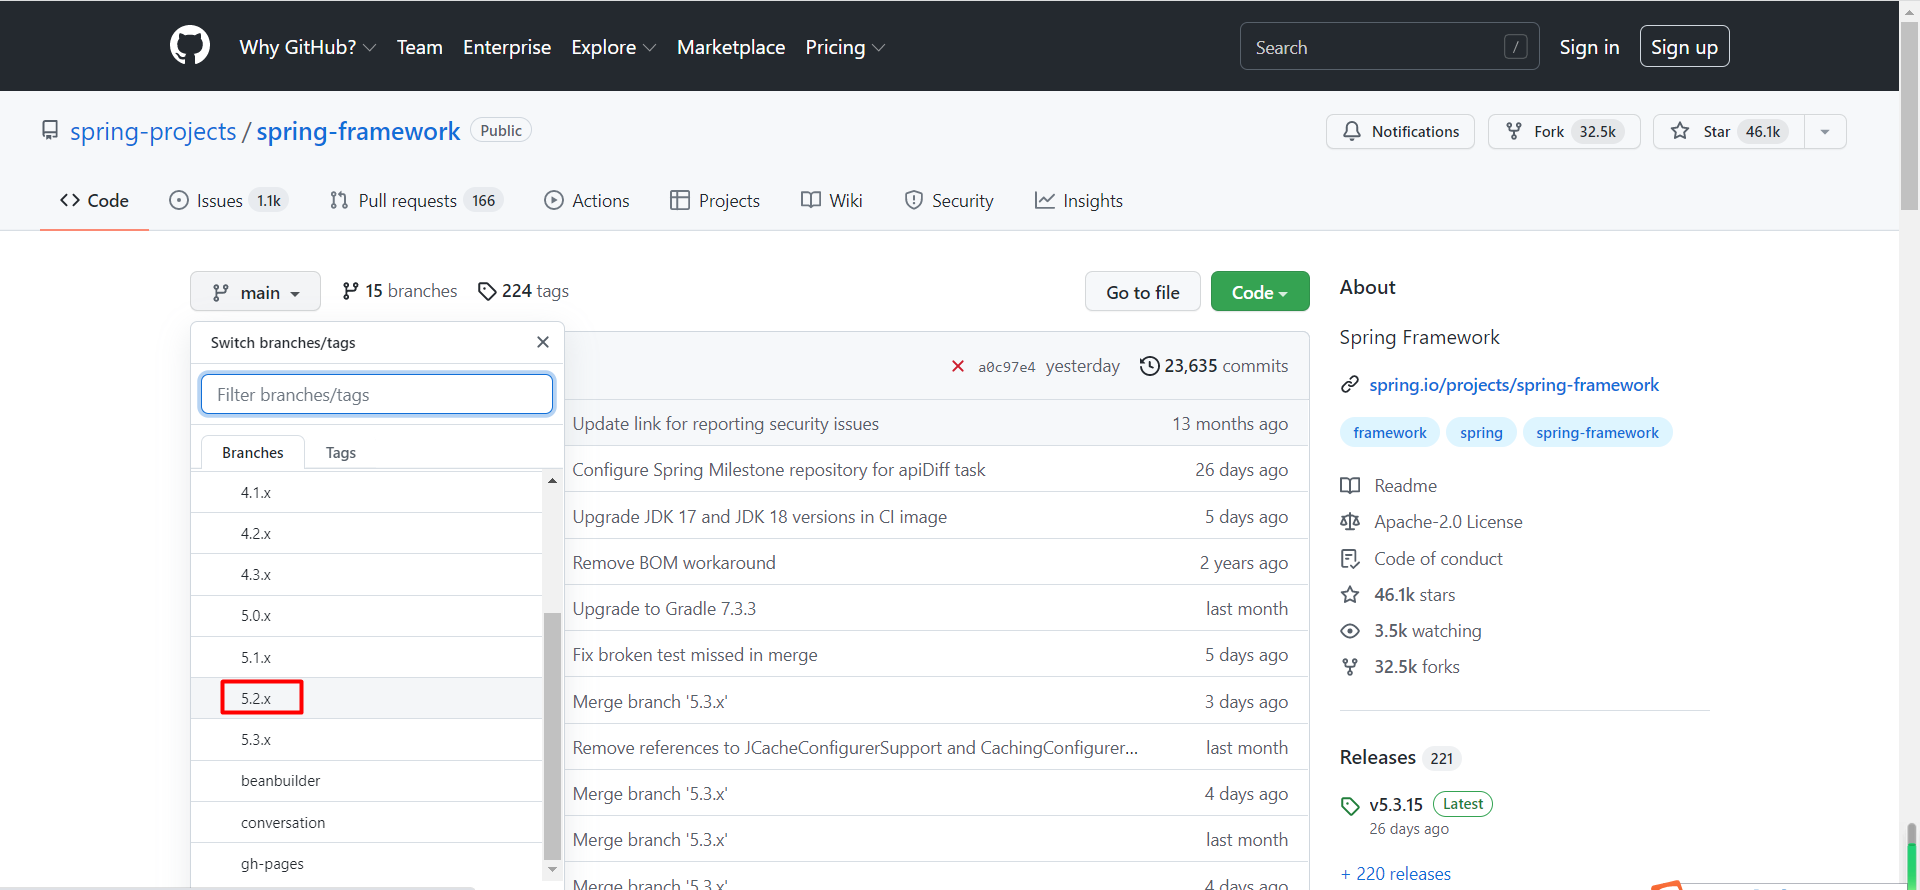 Why GitHub? Team Enterprise Explore Marketplace Pricing Search / Sign in Sign up
spring-projects / spring-framework Public Notifications Fork 32.5k Star 46.1k
Code Issues 1.1k Pull requests 166 Actions Projects Wiki Security Insights
main 15 branches 224 tags Go to file Code
Switch branches/tags
Filter branches/tags
Branches Tags
4.1.x
4.2.x
4.3.x
5.0.x
5.1.x
5.2.x
5.3.x
beanbuilder
conversation
gh-pages
a0c97e4 yesterday 23,635 commits
Update link for reporting security issues 13 months ago
Configure Spring Milestone repository for apiDiff task 26 days ago
Upgrade JDK 17 and JDK 18 versions in CI image 5 days ago
Remove BOM workaround 2 years ago
Upgrade to Gradle 7.3.3 last month
Fix broken test missed in merge 5 days ago
Merge branch '5.3.x' 3 days ago
Remove references to JCacheConfigurerSupport and CachingConfigurer... last month
Merge branch '5.3.x' 4 days ago
Merge branch '5.3.x' last month
Merge branch '5.3.x' 4 days ago
About
Spring Framework
spring.io/projects/spring-framework
framework spring spring-framework
Readme
Apache-2.0 License
Code of conduct
46.1k stars
3.5k watching
32.5k forks
Releases 221
v5.3.15 Latest
26 days ago
+ 220 releases